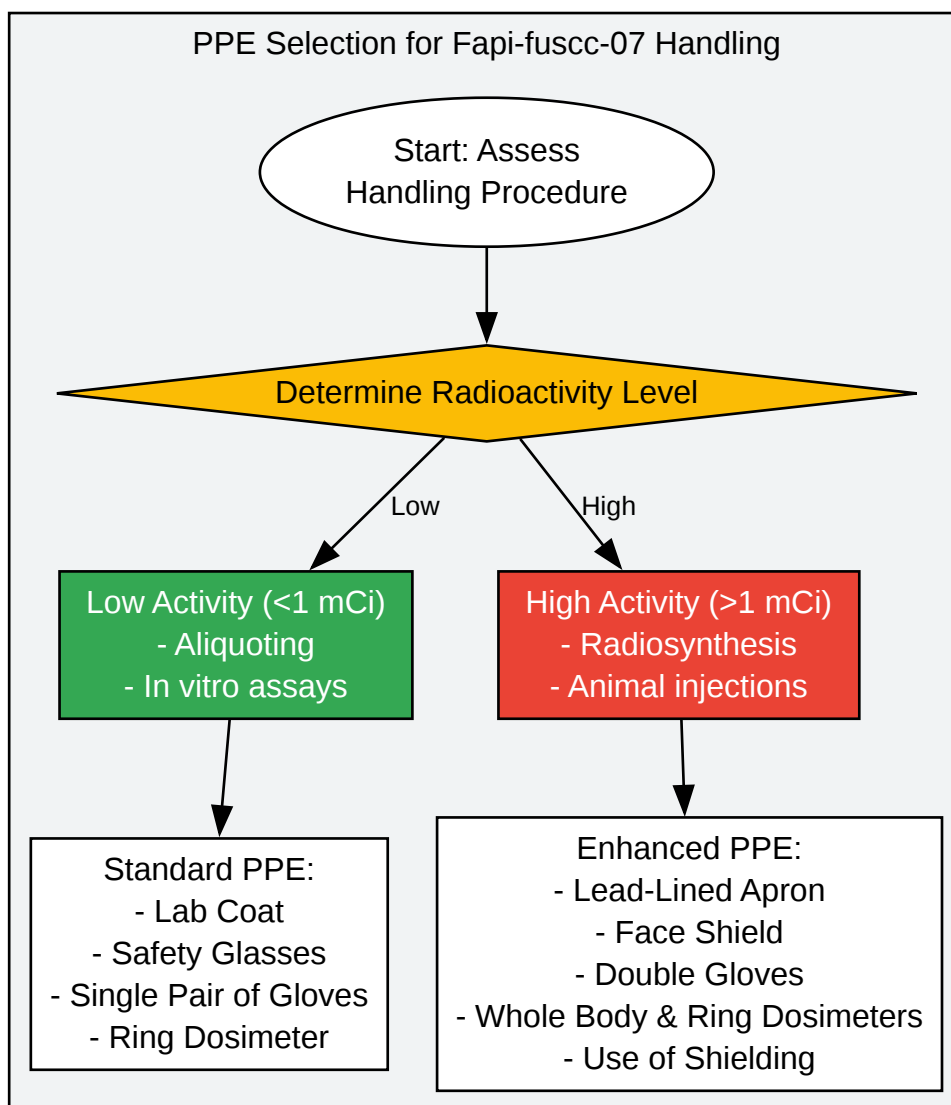 PPE Selection for Fapi-fuscc-07 Handling
Start: Assess
Handling Procedure
Determine Radioactivity Level
Low
High
Low Activity (<1 mCi)
- Aliquoting
- In vitro assays
High Activity (>1 mCi)
- Radiosynthesis
- Animal injections
Standard PPE:
- Lab Coat
- Safety Glasses
- Single Pair of Gloves
- Ring Dosimeter
Enhanced PPE:
- Lead-Lined Apron
- Face Shield
- Double Gloves
- Whole Body & Ring Dosimeters
- Use of Shielding